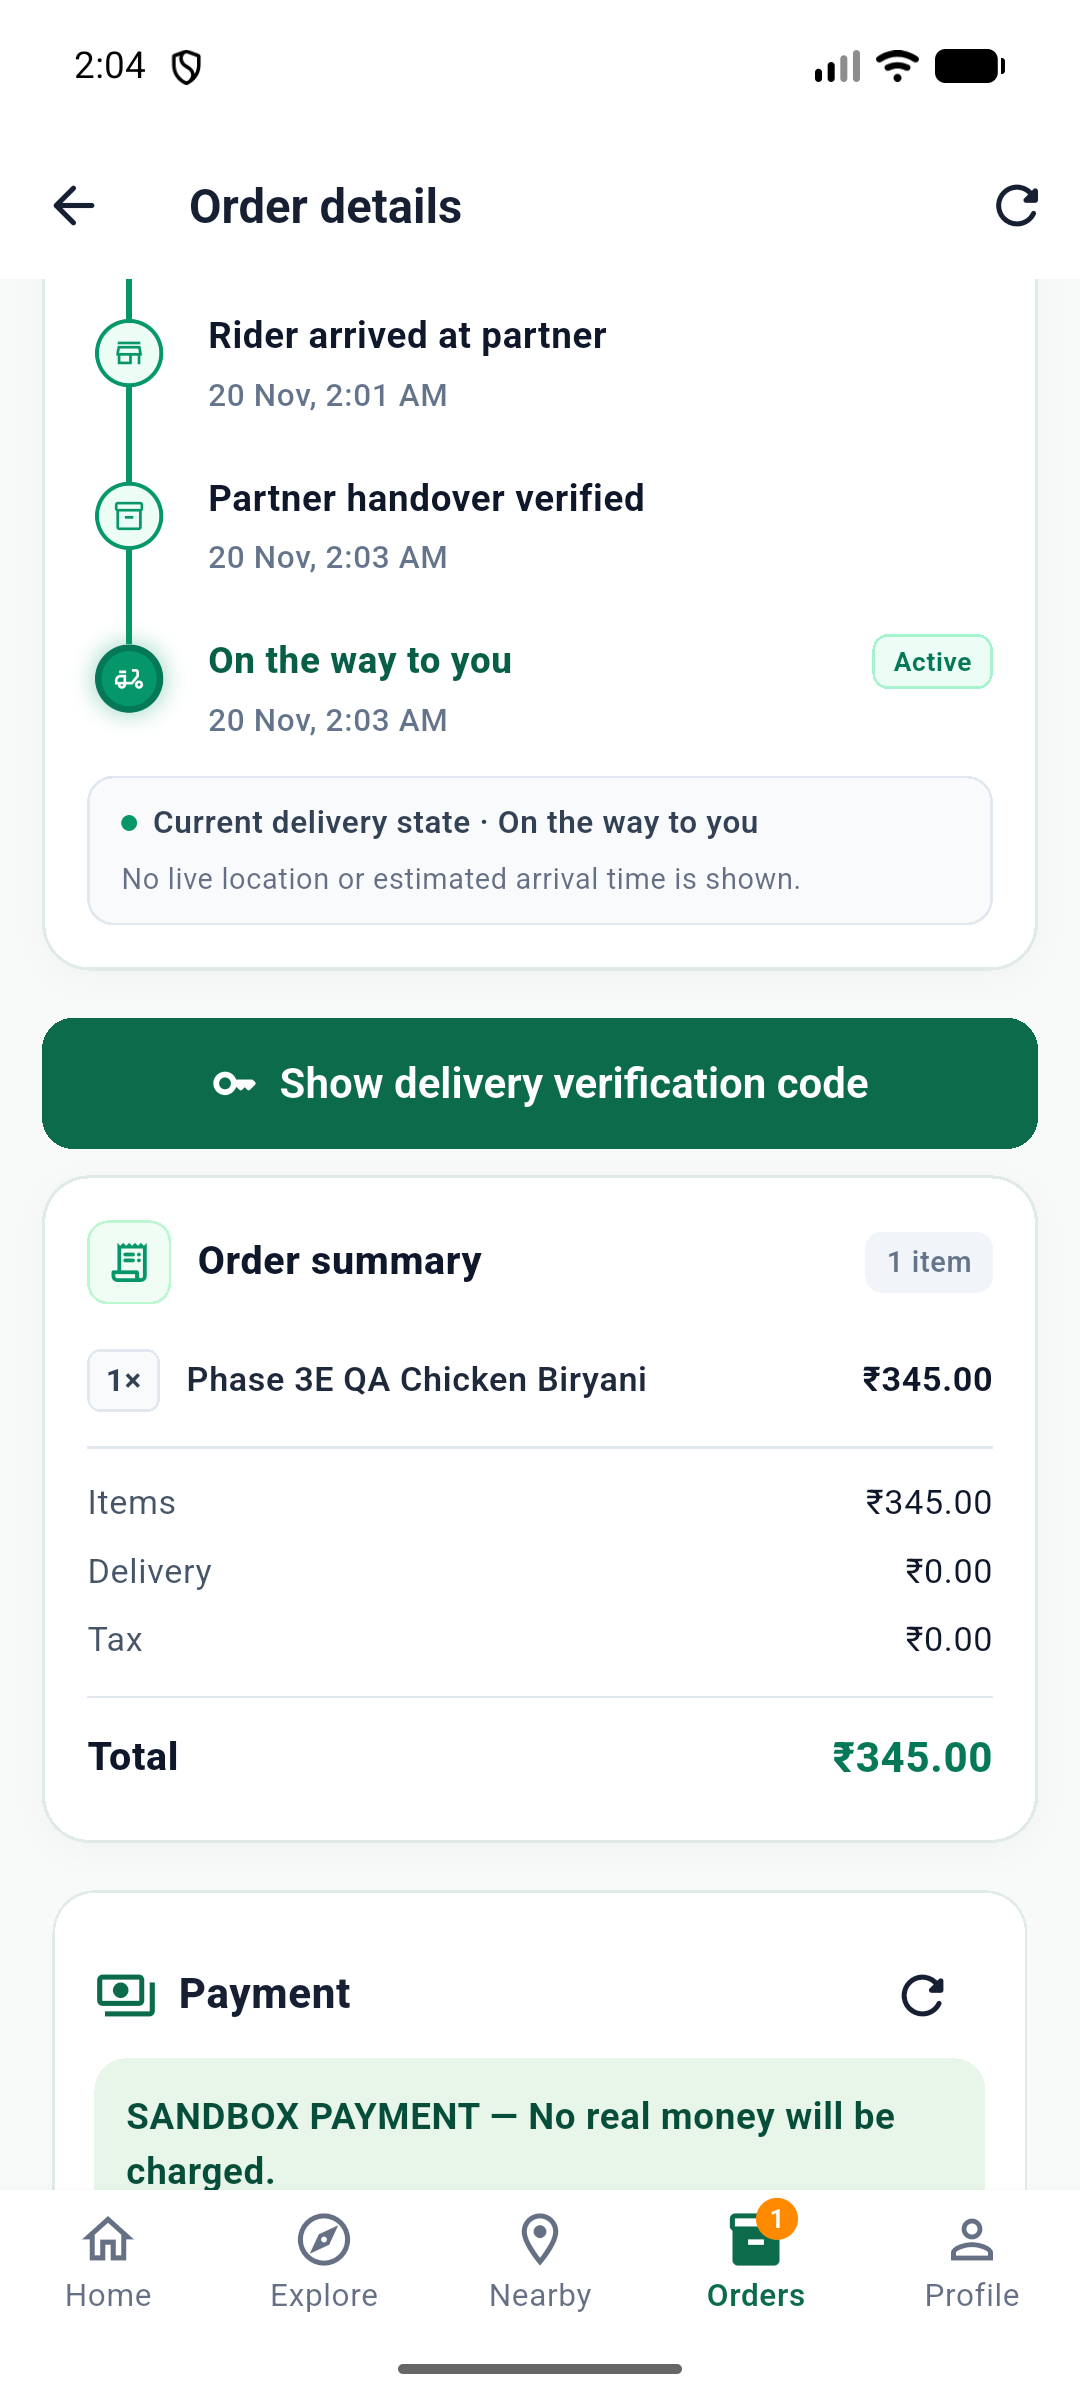 2:04
Order details
Rider arrived at partner
20 Nov, 2:01 AM
Partner handover verified
20 Nov, 2:03 AM
On the way to you
Active
20 Nov, 2:03 AM
Current delivery state · On the way to you
No live location or estimated arrival time is shown.
Show delivery verification code
Order summary
1 item
1× Phase 3E QA Chicken Biryani ₹345.00
Items ₹345.00
Delivery ₹0.00
Tax ₹0.00
Total ₹345.00
Payment
SANDBOX PAYMENT — No real money will be
charged.
1
Home Explore Nearby Orders Profile